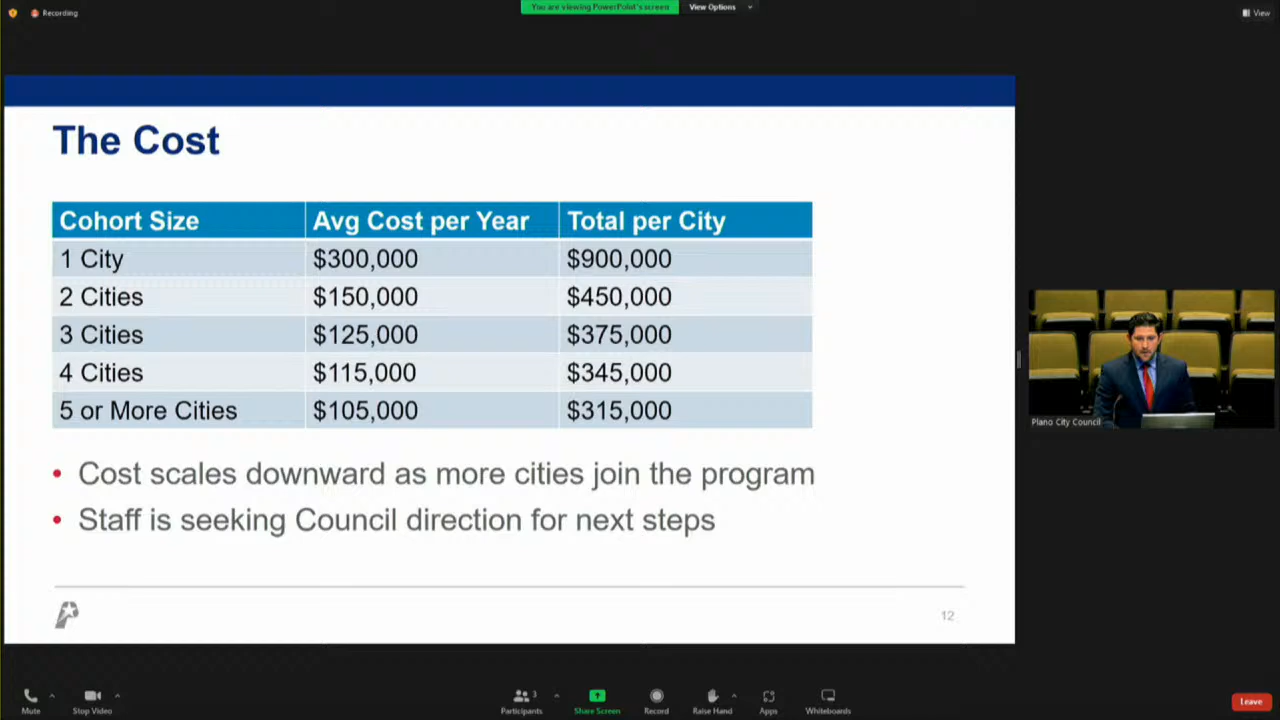 Recording
You are viewing PowerPoint's screen
View Options
View
The Cost
Cohort Size Avg Cost per Year Total per City
1 City $300,000 $900,000
2 Cities $150,000 $450,000
3 Cities $125,000 $375,000
4 Cities $115,000 $345,000
5 or More Cities $105,000 $315,000
• Cost scales downward as more cities join the program
• Staff is seeking Council direction for next steps
12
Plano City Council
Mute
Stop Video
Participants 3
Share Screen
Record
Raise Hand
Apps
Whiteboards
Leave